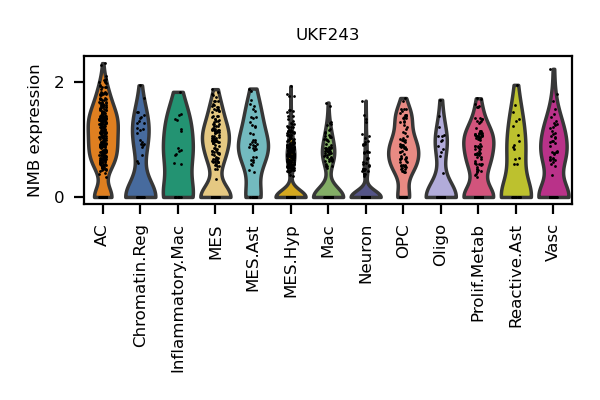 UKF243
NMB expression
2
0
AC
Chromatin.Reg
Inflammatory.Mac
MES
MES.Ast
MES.Hyp
Mac
Neuron
OPC
Oligo
Prolif.Metab
Reactive.Ast
Vasc